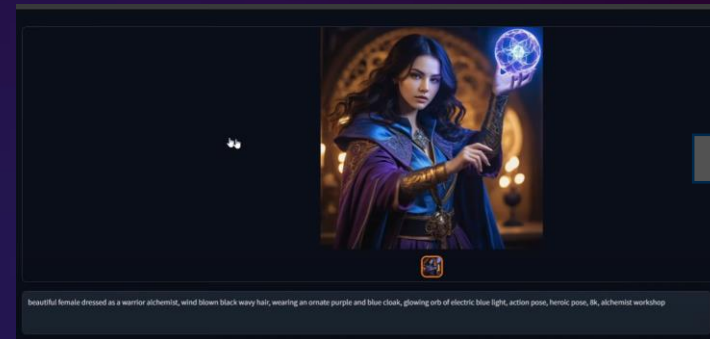 beautiful female dressed as a warrior alchemist, wind blown black wavy hair, wearing an ornate purple and blue cloak, glowing orb of electric blue light, action pose, heroic pose, 8k, alchemist workshop